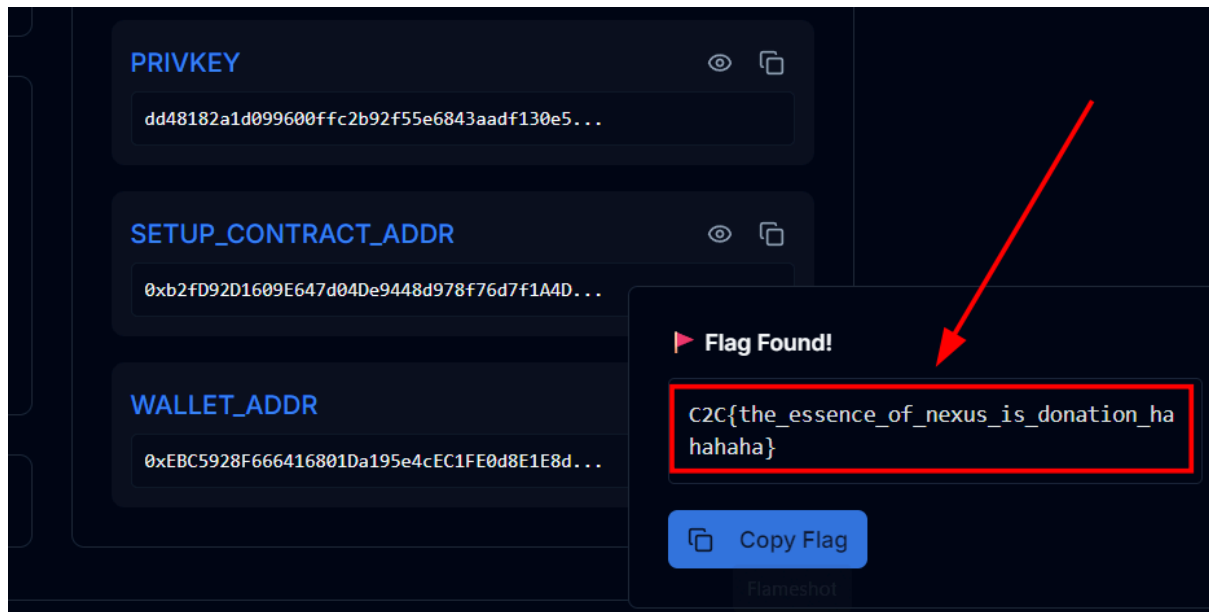 PRIVKEY
dd48182a1d099600ffc2b92f55e6843aadf130e5...
SETUP_CONTRACT_ADDR
0xb2fD92D1609E647d04De9448d978f76d7f1A4D...
WALLET_ADDR
0xEBC5928F666416801Da195e4cEC1FE0d8E1E8d...
Flag Found!
C2C{the_essence_of_nexus_is_donation_ha
hahaha}
Copy Flag
Flameshot